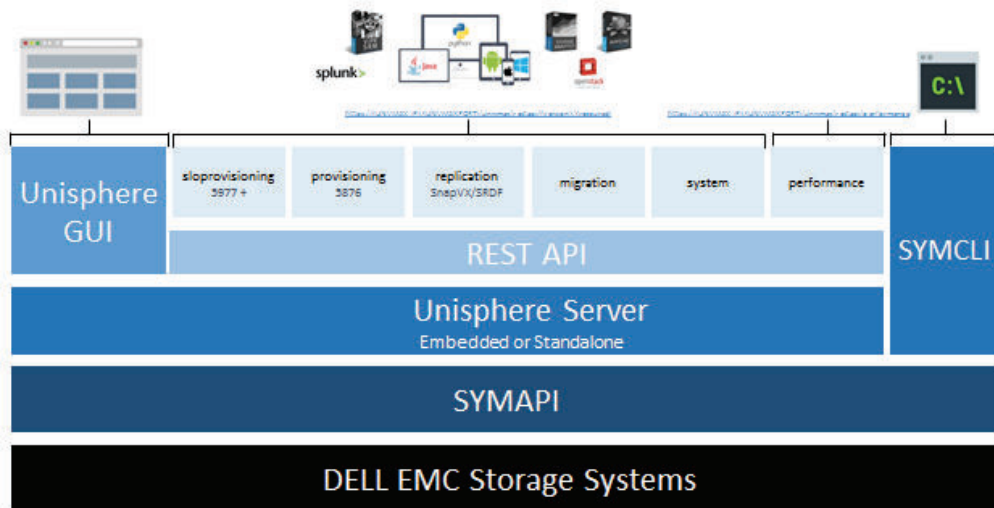 splunk>
python
Java
openstack
C:\
Unisphere
GUI
sloprovisioning
5977 +
provisioning
5876
replication
SnapVX/SRDF
migration
system
performance
REST API
SYMCLI
Unisphere Server
Embedded or Standalone
SYMAPI
DELL EMC Storage Systems